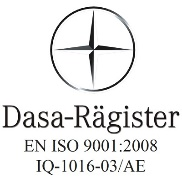 Dasa-Rägister
EN ISO 9001:2008
IQ-1016-03/AE